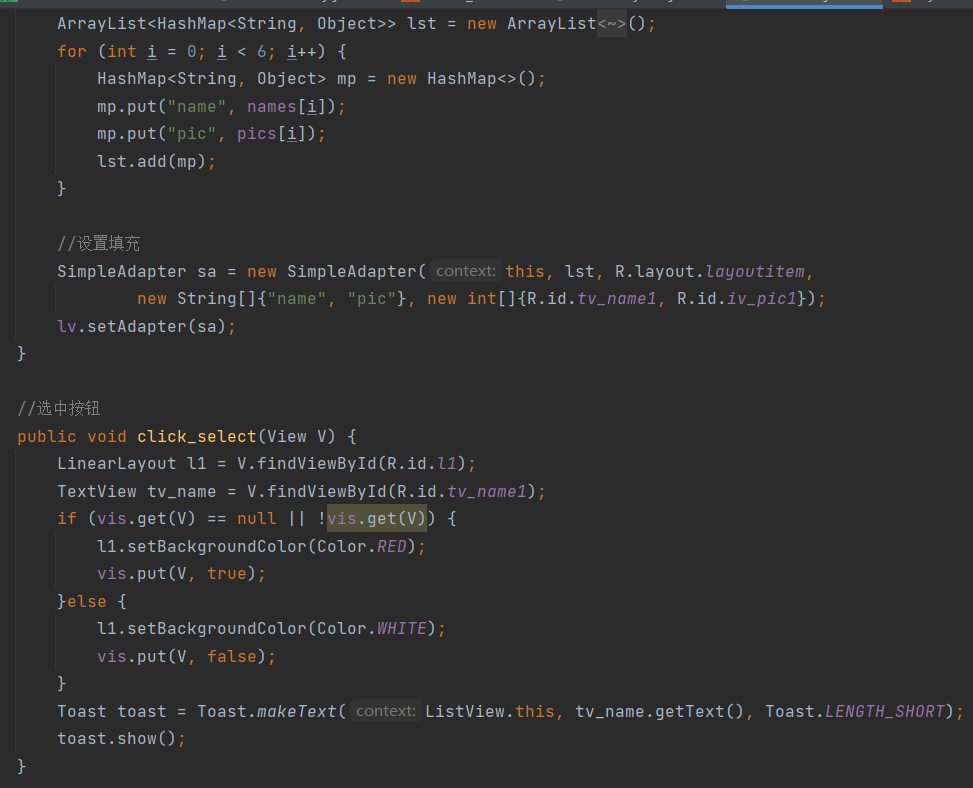 ArrayList<HashMap<String, Object>> lst = new ArrayList<~>();
for (int i = 0; i < 6; i++) {
HashMap<String, Object> mp = new HashMap<>();
mp.put("name", names[i]);
mp.put("pic", pics[i]);
lst.add(mp);
}
//设置填充
SimpleAdapter sa = new SimpleAdapter( context: this, lst, R.layout.layoutitem,
new String[]{"name", "pic"}, new int[]{R.id.tv_name1, R.id.iv_pic1});
lv.setAdapter(sa);
}
//选中按钮
public void click_select(View V) {
LinearLayout l1 = V.findViewById(R.id.l1);
TextView tv_name = V.findViewById(R.id.tv_name1);
if (vis.get(V) == null || !vis.get(V)) {
l1.setBackgroundColor(Color.RED);
vis.put(V, true);
}else {
l1.setBackgroundColor(Color.WHITE);
vis.put(V, false);
}
Toast toast = Toast.makeText( context: ListView.this, tv_name.getText(), Toast.LENGTH_SHORT);
toast.show();
}